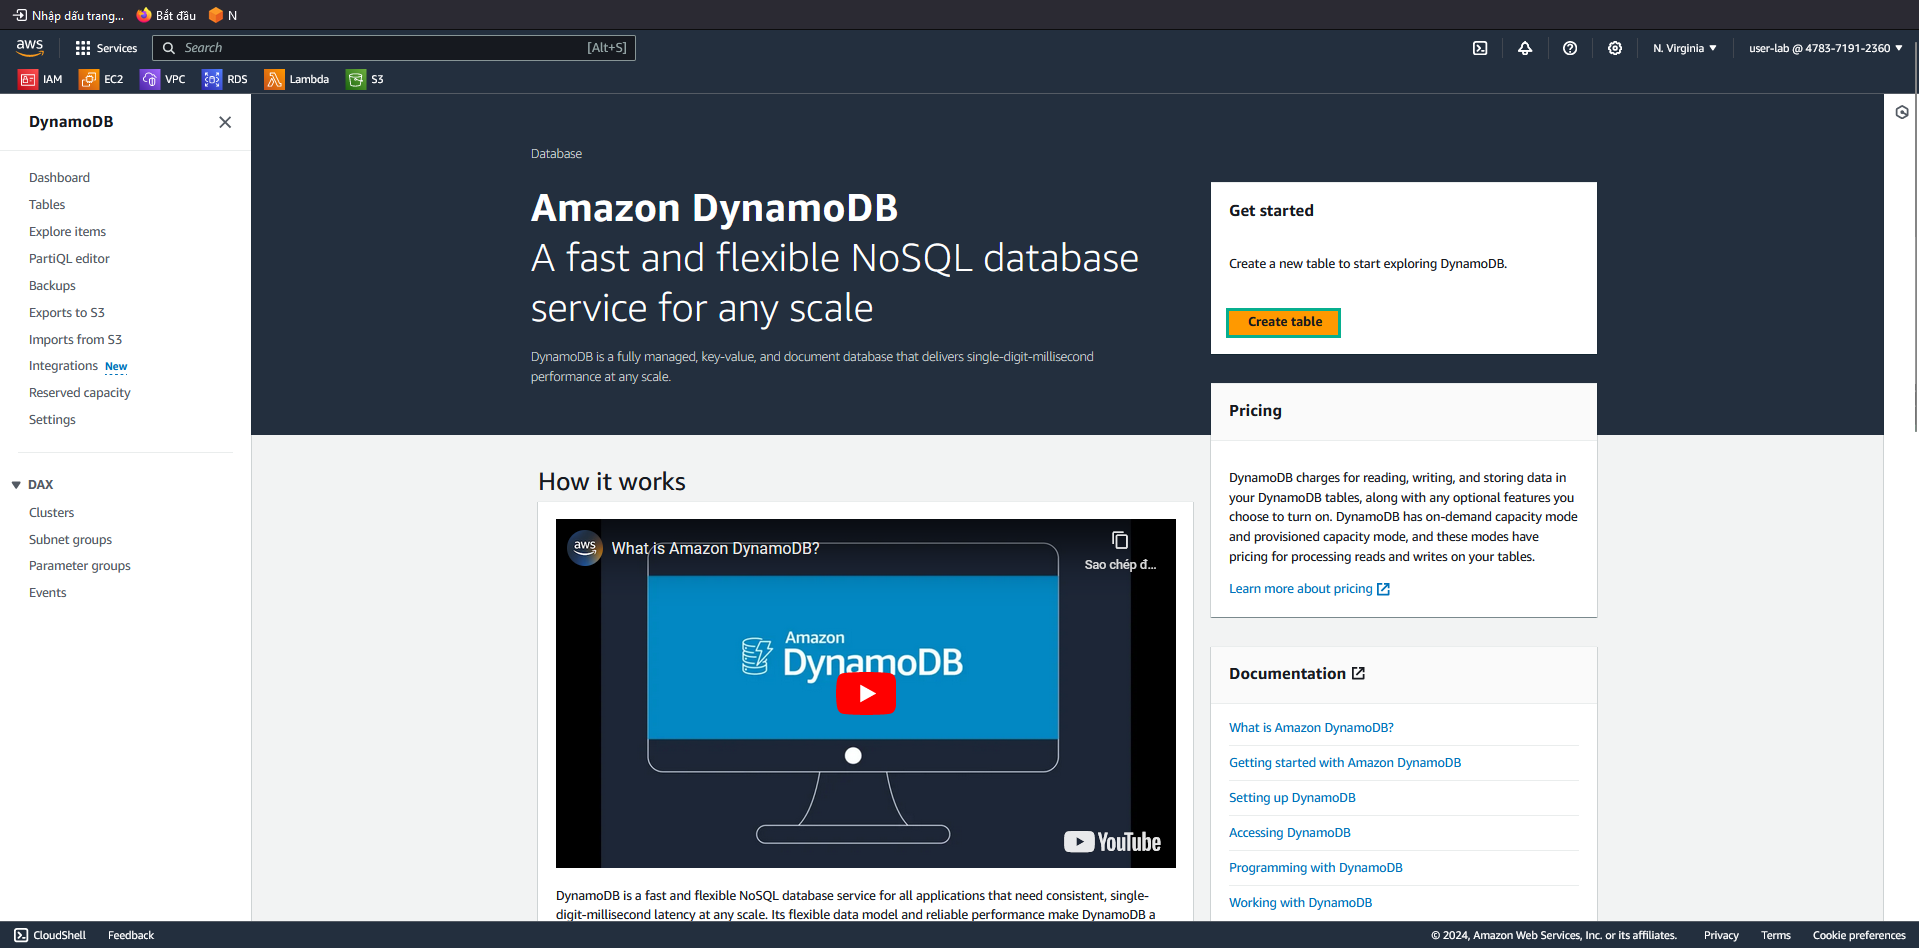 Nhập dấu trang...
Bắt đầu
N
aws
Services
Search
[Alt+S]
N. Virginia
user-lab @ 4783-7191-2360
IAM
EC2
VPC
RDS
Lambda
S3
DynamoDB
Dashboard
Tables
Explore items
PartiQL editor
Backups
Exports to S3
Imports from S3
Integrations New
Reserved capacity
Settings
DAX
Clusters
Subnet groups
Parameter groups
Events
Database
Amazon DynamoDB
A fast and flexible NoSQL database
service for any scale
DynamoDB is a fully managed, key-value, and document database that delivers single-digit-millisecond
performance at any scale.
Get started
Create a new table to start exploring DynamoDB.
Create table
Pricing
DynamoDB charges for reading, writing, and storing data in
your DynamoDB tables, along with any optional features you
choose to turn on. DynamoDB has on-demand capacity mode
and provisioned capacity mode, and these modes have
pricing for processing reads and writes on your tables.
Learn more about pricing
How it works
aws
What is Amazon DynamoDB?
Sao chép đ...
Amazon
DynamoDB
YouTube
DynamoDB is a fast and flexible NoSQL database service for all applications that need consistent, single-
digit-millisecond latency at any scale. Its flexible data model and reliable performance make DynamoDB a
Documentation
What is Amazon DynamoDB?
Getting started with Amazon DynamoDB
Setting up DynamoDB
Accessing DynamoDB
Programming with DynamoDB
Working with DynamoDB
CloudShell
Feedback
© 2024, Amazon Web Services, Inc. or its affiliates.
Privacy
Terms
Cookie preferences